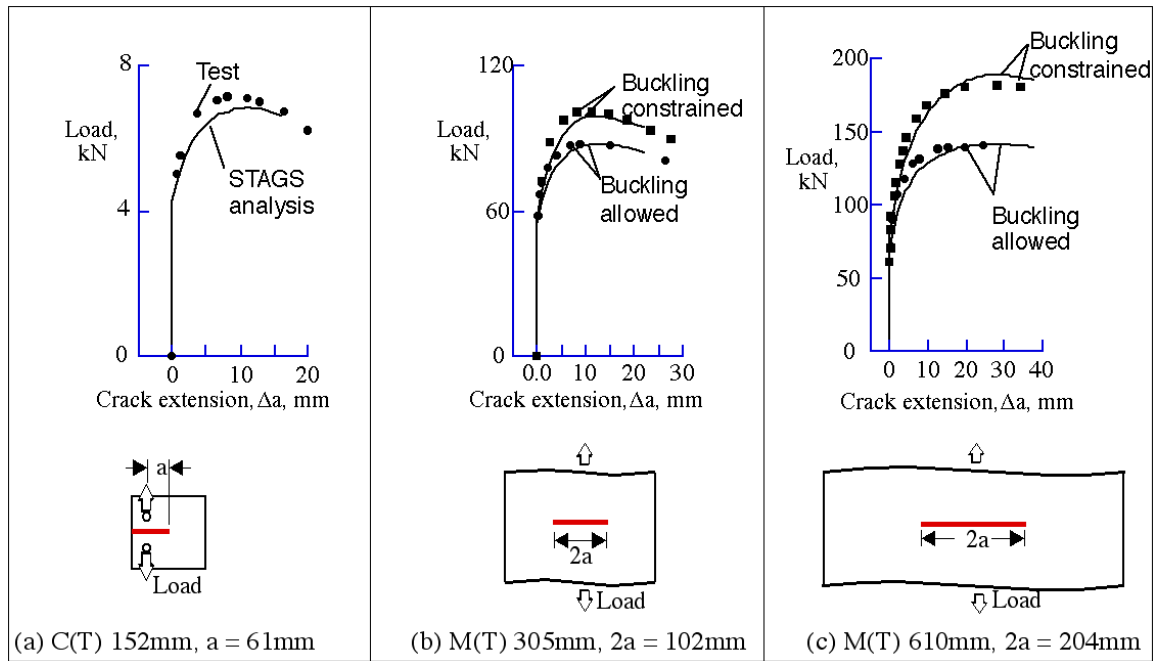 8
4
0
Load,
kN
Test
STAGS
analysis
0 10 20
Crack extension, Δa, mm
a
Load
(a) C(T) 152mm, a = 61mm
120
60
0
Load,
kN
Buckling
constrained
Buckling
allowed
0.0 10 20 30
Crack extension, Δa, mm
2a
Load
(b) M(T) 305mm, 2a = 102mm
200
150
100
50
0
Load,
kN
Buckling
constrained
Buckling
allowed
0 10 20 30 40
Crack extension, Δa, mm
2a
Load
(c) M(T) 610mm, 2a = 204mm